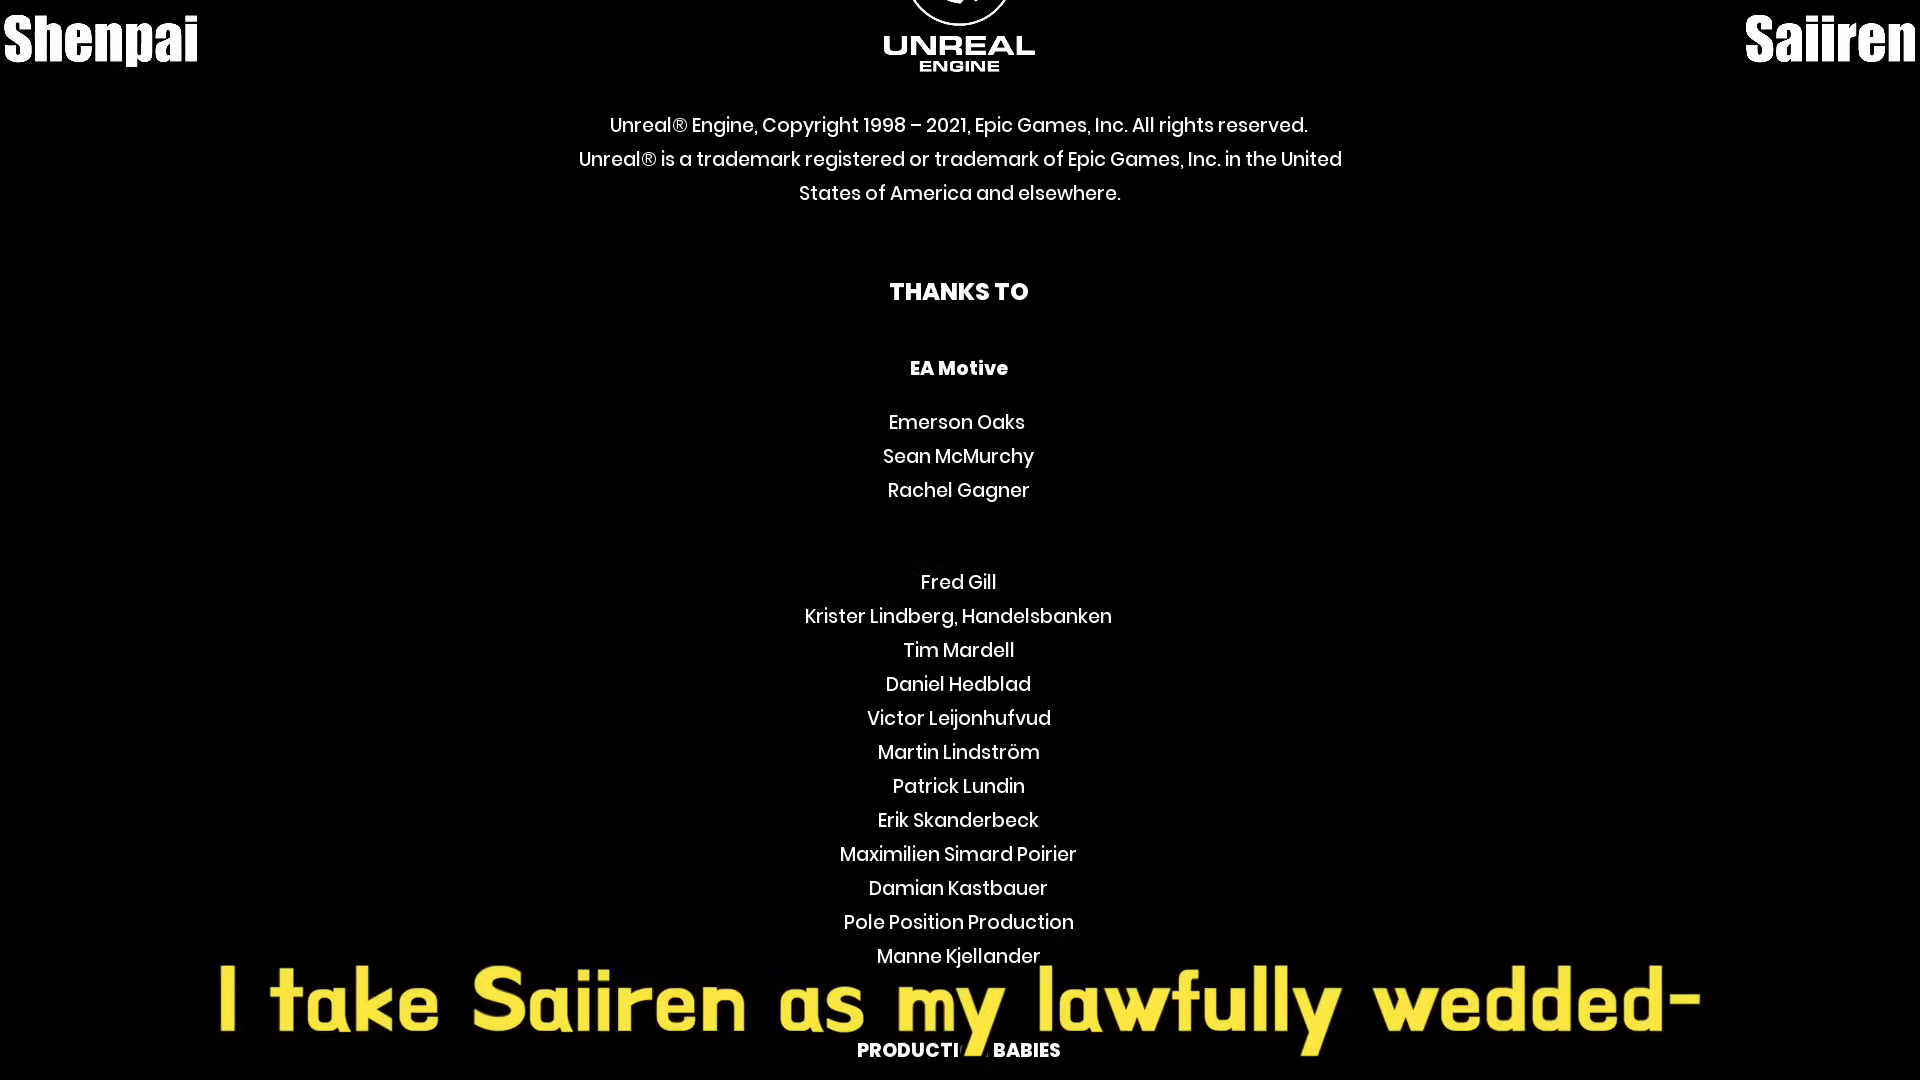 Shenpai
Saiiren
UNREAL
ENGINE
Unreal® Engine, Copyright 1998 – 2021, Epic Games, Inc. All rights reserved.
Unreal® is a trademark registered or trademark of Epic Games, Inc. in the United
States of America and elsewhere.
THANKS TO
EA Motive
Emerson Oaks
Sean McMurchy
Rachel Gagner
Fred Gill
Krister Lindberg, Handelsbanken
Tim Mardell
Daniel Hedblad
Victor Leijonhufvud
Martin Lindström
Patrick Lundin
Erik Skanderbeck
Maximilien Simard Poirier
Damian Kastbauer
Pole Position Production
Manne Kjellander
I take Saiiren as my lawfully wedded-
PRODUCTION BABIES